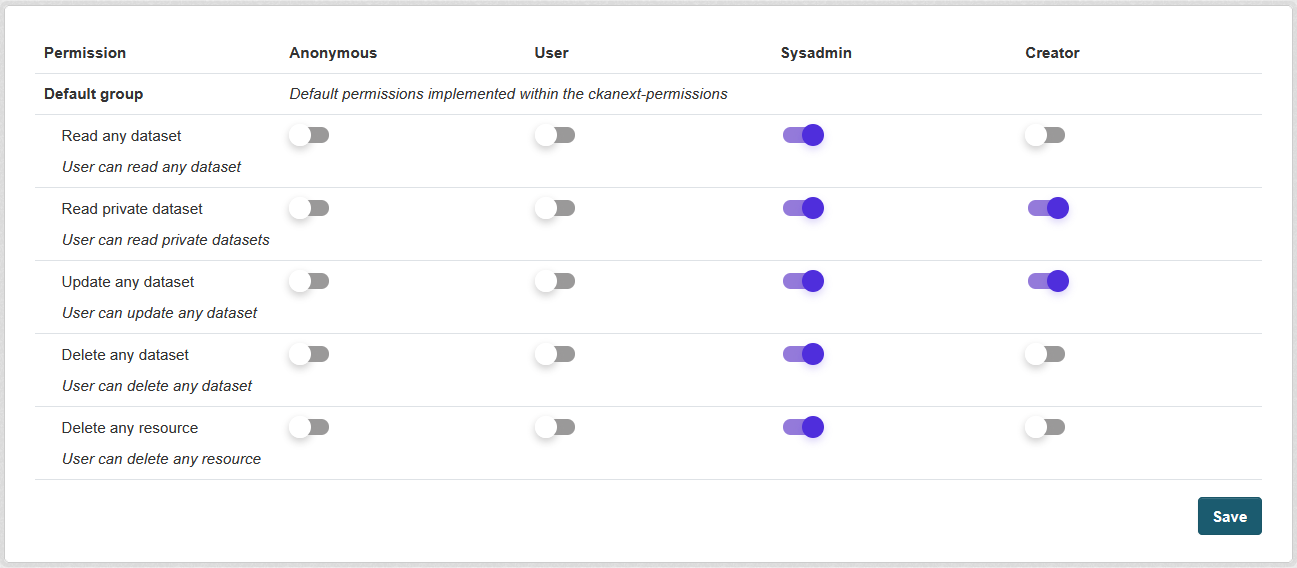 Permission Anonymous User Sysadmin Creator
Default group Default permissions implemented within the ckanext-permissions
Read any dataset
User can read any dataset
Read private dataset
User can read private datasets
Update any dataset
User can update any dataset
Delete any dataset
User can delete any dataset
Delete any resource
User can delete any resource
Save